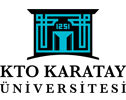 1251
KTO KARATAY
ÜNİVERSİTESİ